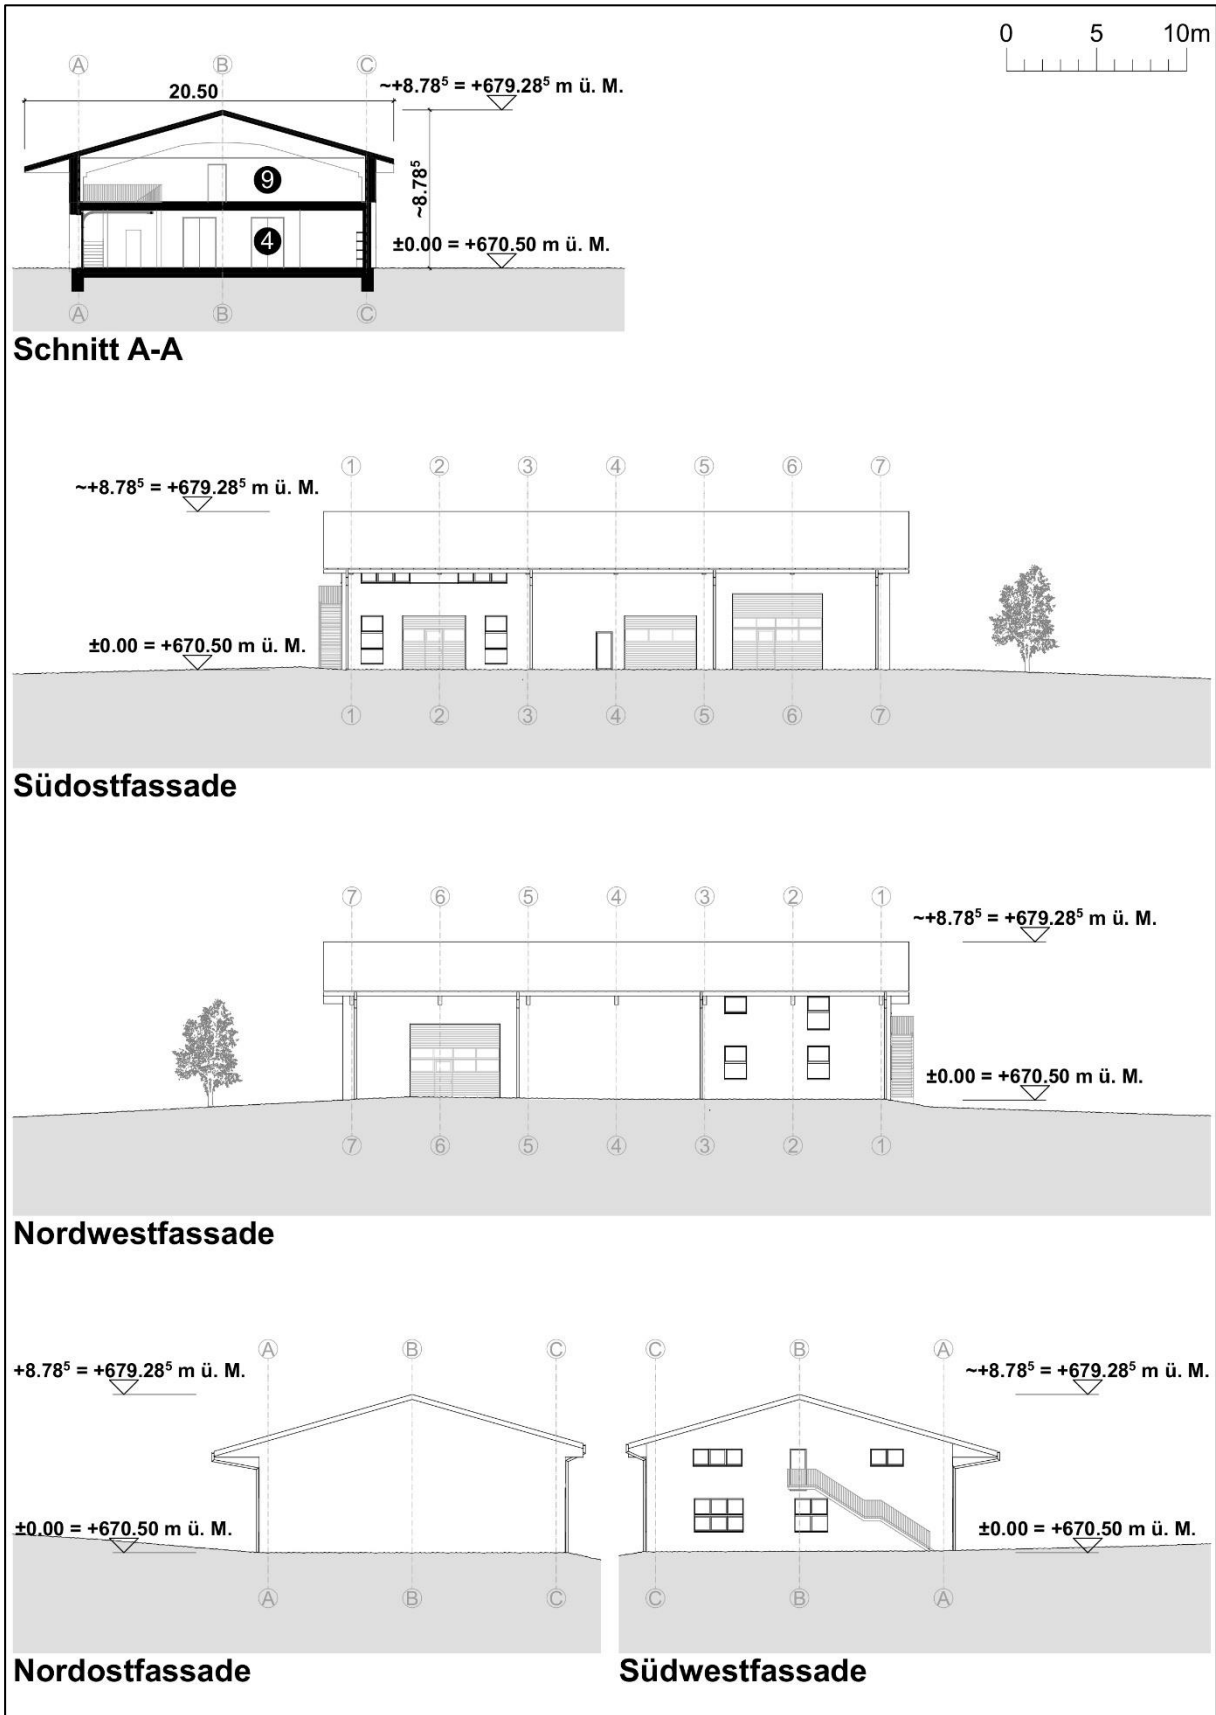 0 5 10m
A B C
20.50
~+8.78⁵ = +679.28⁵ m ü. M.
~8.78⁵
9
4
±0.00 = +670.50 m ü. M.
A B C
Schnitt A-A
1 2 3 4 5 6 7
~+8.78⁵ = +679.28⁵ m ü. M.
±0.00 = +670.50 m ü. M.
1 2 3 4 5 6 7
Südostfassade
7 6 5 4 3 2 1
~+8.78⁵ = +679.28⁵ m ü. M.
±0.00 = +670.50 m ü. M.
7 6 5 4 3 2 1
Nordwestfassade
A B C
+8.78⁵ = +679.28⁵ m ü. M.
±0.00 = +670.50 m ü. M.
A B C
Nordostfassade
C B A
~+8.78⁵ = +679.28⁵ m ü. M.
±0.00 = +670.50 m ü. M.
C B A
Südwestfassade